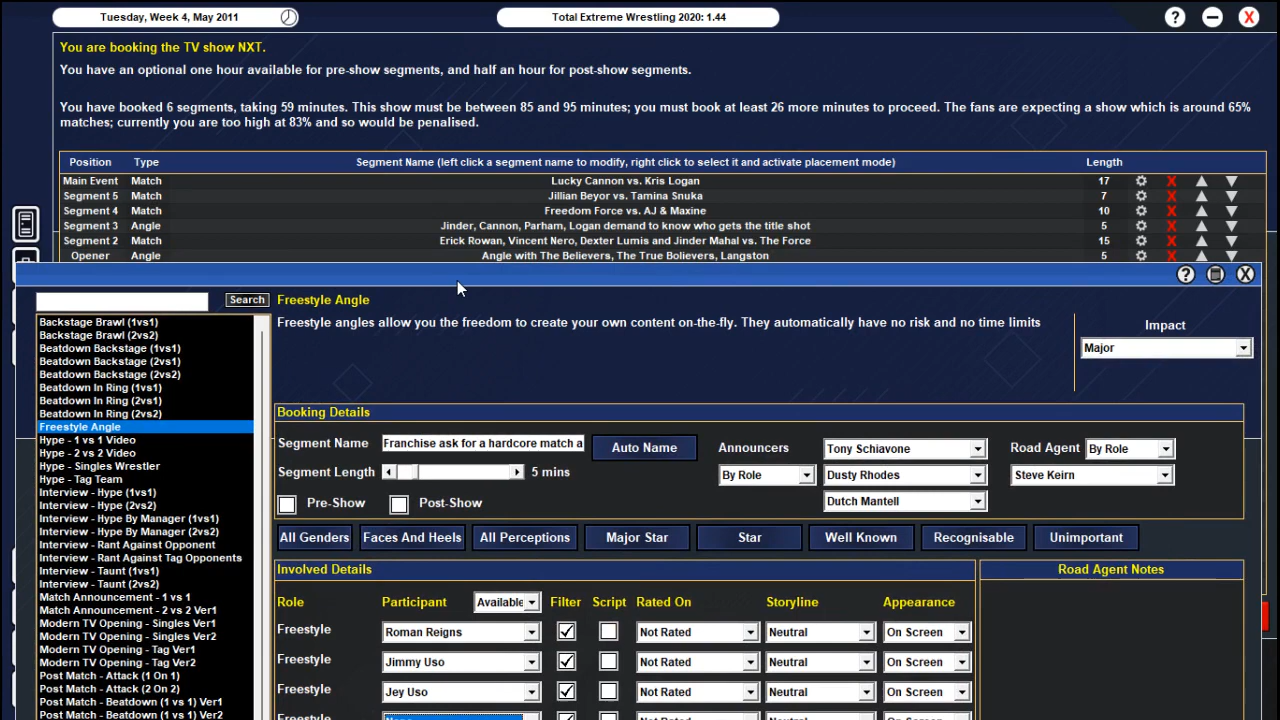 Tuesday, Week 4, May 2011
Total Extreme Wrestling 2020: 1.44
? X
You are booking the TV show NXT.
You have an optional one hour available for pre-show segments, and half an hour for post-show segments.
You have booked 6 segments, taking 59 minutes. This show must be between 85 and 95 minutes; you must book at least 26 more minutes to proceed. The fans are expecting a show which is around 65%
matches; currently you are too high at 83% and so would be penalised.
Position Type Segment Name (left click a segment name to modify, right click to select it and activate placement mode) Length
Main Event Match Lucky Cannon vs. Kris Logan 17 X
Segment 5 Match Jillian Beyor vs. Tamina Snuka 7 X
Segment 4 Match Freedom Force vs. AJ & Maxine 10 X
Segment 3 Angle Jinder, Cannon, Parham, Logan demand to know who gets the title shot 5 X
Segment 2 Match Erick Rowan, Vincent Nero, Dexter Lumis and Jinder Mahal vs. The Force 15 X
Opener Angle Angle with The Believers, The True Bolievers, Langston 5 X
? X
Search Freestyle Angle
Freestyle angles allow you the freedom to create your own content on-the-fly. They automatically have no risk and no time limits
Impact
Major
Backstage Brawl (1vs1)
Backstage Brawl (2vs2)
Beatdown Backstage (1vs1)
Beatdown Backstage (2vs1)
Beatdown Backstage (2vs2)
Beatdown In Ring (1vs1)
Beatdown In Ring (2vs1)
Beatdown In Ring (2vs2)
Freestyle Angle
Hype - 1 vs 1 Video
Hype - 2 vs 2 Video
Hype - Singles Wrestler
Hype - Tag Team
Interview - Hype (1vs1)
Interview - Hype (2vs2)
Interview - Hype By Manager (1vs1)
Interview - Hype By Manager (2vs2)
Interview - Rant Against Opponent
Interview - Rant Against Tag Opponents
Interview - Taunt (1vs1)
Interview - Taunt (2vs2)
Match Announcement - 1 vs 1
Match Announcement - 2 vs 2 Ver1
Modern TV Opening - Singles Ver1
Modern TV Opening - Singles Ver2
Modern TV Opening - Tag Ver1
Modern TV Opening - Tag Ver2
Post Match - Attack (1 On 1)
Post Match - Attack (2 On 2)
Post Match - Beatdown (1 vs 1) Ver1
Post Match - Beatdown (1 vs 1) Ver2
Booking Details
Segment Name Franchise ask for a hardcore match a Auto Name Announcers Tony Schiavone Road Agent By Role
Segment Length 5 mins By Role Dusty Rhodes Steve Keirn
Pre-Show Post-Show Dutch Mantell
All Genders Faces And Heels All Perceptions Major Star Star Well Known Recognisable Unimportant
Involved Details Road Agent Notes
Role Participant Available Filter Script Rated On Storyline Appearance
Freestyle Roman Reigns Not Rated Neutral On Screen
Freestyle Jimmy Uso Not Rated Neutral On Screen
Freestyle Jey Uso Not Rated Neutral On Screen
Freestyle